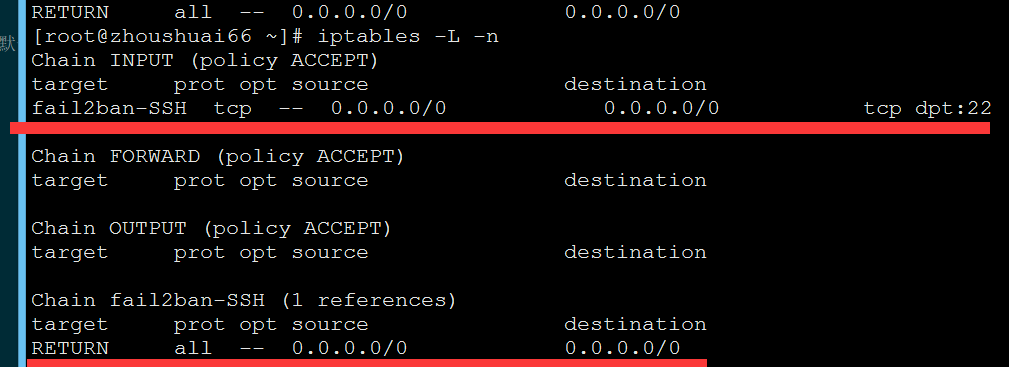 RETURN     all  --  0.0.0.0/0             0.0.0.0/0
[root@zhoushuai66 ~]# iptables -L -n
默
Chain INPUT (policy ACCEPT)
target     prot opt source                destination
fail2ban-SSH  tcp  --  0.0.0.0/0             0.0.0.0/0            tcp dpt:22
Chain FORWARD (policy ACCEPT)
target     prot opt source                destination
Chain OUTPUT (policy ACCEPT)
target     prot opt source                destination
Chain fail2ban-SSH (1 references)
target     prot opt source                destination
RETURN     all  --  0.0.0.0/0             0.0.0.0/0